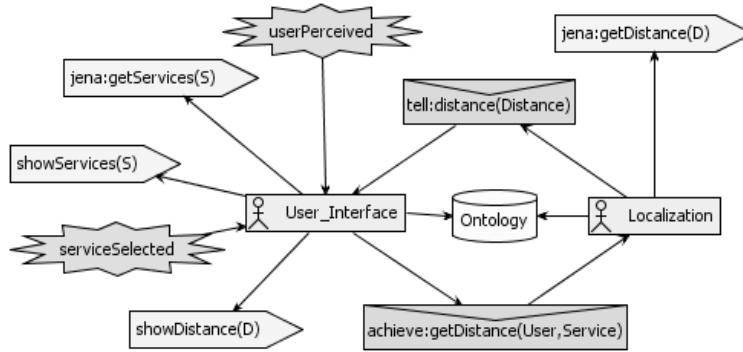 userPerceived
jena:getDistance(D)
jena:getServices(S)
tell:distance(Distance)
showServices(S)
User_Interface
Ontology
Localization
serviceSelected
showDistance(D)
achieve:getDistance(User,Service)